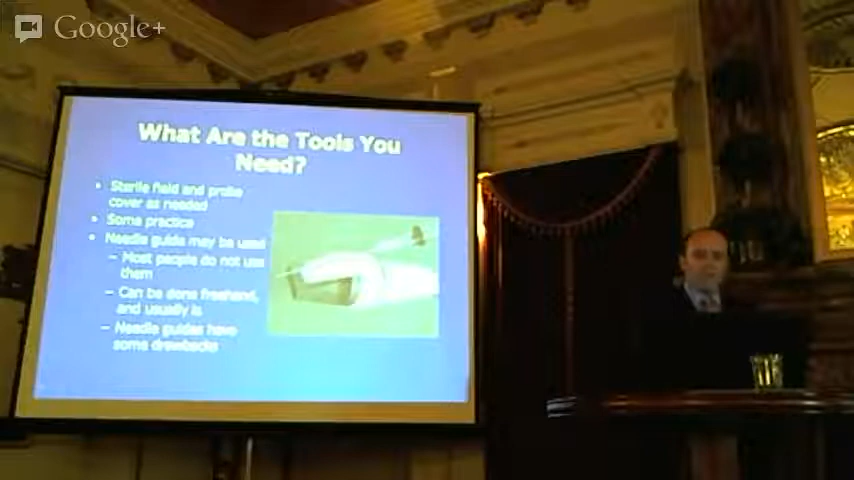 Google+
What Are the Tools You
Need?
• Sterile field and probe
cover as needed
• Some practice
• Needle guide may be used
– Most people do not use
them
– Can be done freehand,
and usually is
– Needle guides have
some drawbacks